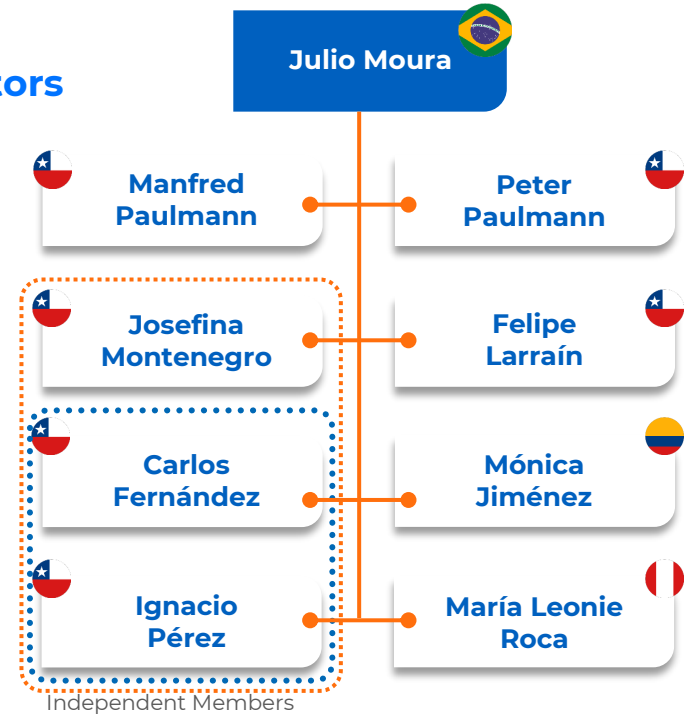 Julio Moura
tors
Manfred
Paulmann
Peter
Paulmann
Josefina
Montenegro
Felipe
Larraín
Carlos
Fernández
Mónica
Jiménez
Ignacio
Pérez
María Leonie
Roca
Independent Members